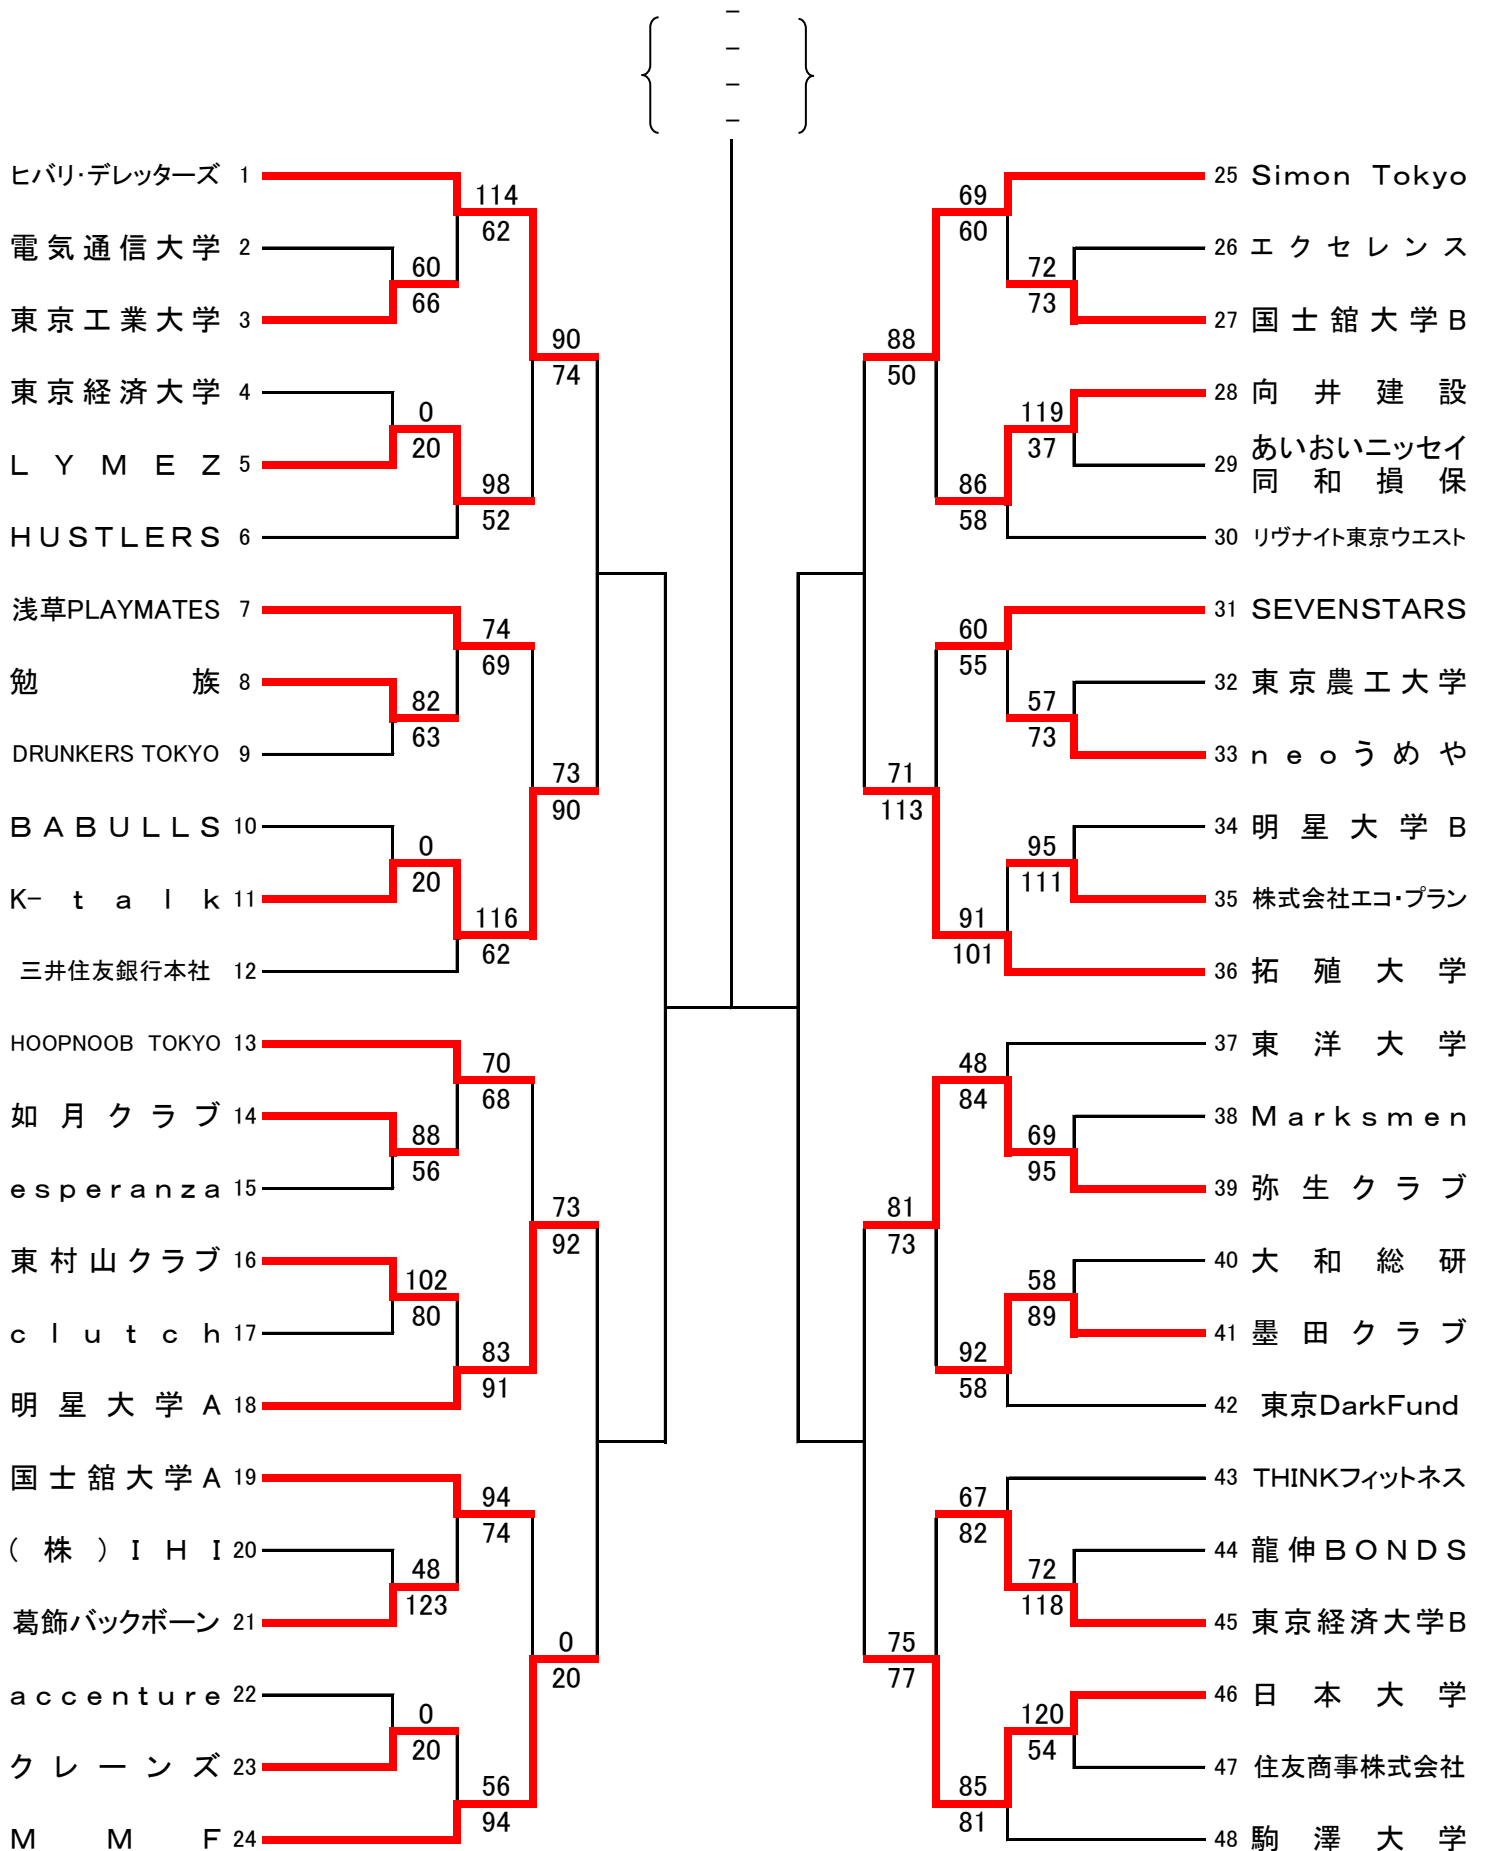 －
－
－
－
ヒバリ・デレッターズ 1
114
62
電気通信大学 2
60
66
東京工業大学 3
90
74
東京経済大学 4
0
20
LYMEZ 5
98
52
HUSTLERS 6
浅草PLAYMATES 7
74
69
勉族 8
82
63
DRUNKERS TOKYO 9
73
90
BABULLS 10
0
20
K-talk 11
116
62
三井住友銀行本社 12
HOOPNOOB TOKYO 13
70
68
如月クラブ 14
88
56
esperanza 15
73
92
東村山クラブ 16
102
80
clutch 17
83
91
明星大学A 18
国士舘大学A 19
94
74
(株)IHI 20
48
123
葛飾バックボーン 21
0
20
accenture 22
0
20
クレーンズ 23
56
94
MMF 24
25 Simon Tokyo
69
60
26 エクセレンス
72
73
27 国士舘大学B
88
50
28 向井建設
119
37
29 あいおいニッセイ
同和損保
86
58
30 リヴナイト東京ウエスト
31 SEVENSTARS
60
55
32 東京農工大学
57
73
33 neoうめや
71
113
34 明星大学B
95
111
35 株式会社エコ・プラン
91
101
36 拓殖大学
37 東洋大学
48
84
38 Marksmen
69
95
39 弥生クラブ
81
73
40 大和総研
58
89
41 墨田クラブ
92
58
42 東京DarkFund
43 THINKフィットネス
67
82
44 龍伸BONDS
72
118
45 東京経済大学B
75
77
46 日本大学
120
54
47 住友商事株式会社
85
81
48 駒澤大学